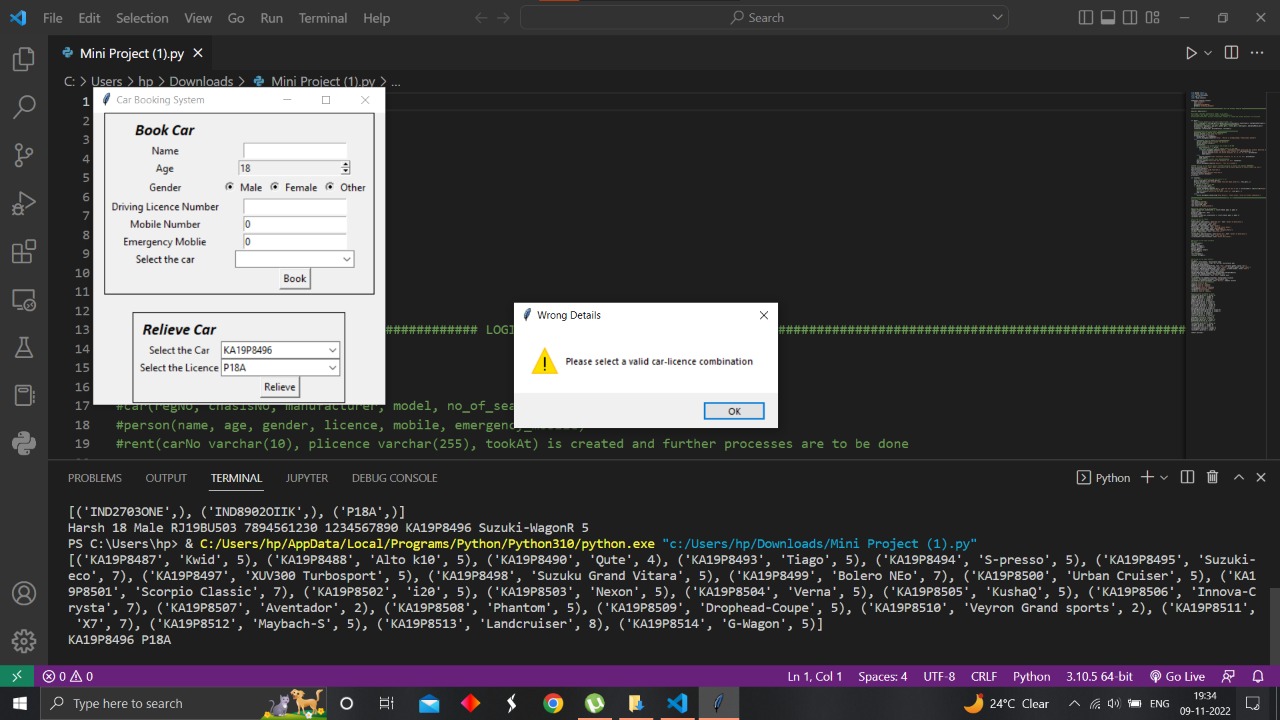 File Edit Selection View Go Run Terminal Help
Search
Mini Project (1).py
C: > Users > hp > Downloads > Mini Project (1).py > ...
Car Booking System
Book Car
Name
Age 18
Gender Male Female Other
Driving Licence Number
Mobile Number 0
Emergency Moblie 0
Select the car
Book
Relieve Car
Select the Car KA19P8496
Select the Licence P18A
Relieve
1
2
3
4
5
6
7
8
9
10
11
12
13 ############ LOGI
14
15
16
17 #car(regNo, chasisNo, manufacturer, model, no_of_sea
18 #person(name, age, gender, licence, mobile, emergency_mobile)
19 #rent(carNo varchar(10), plicence varchar(255), tookAt) is created and further processes are to be done
Wrong Details
Please select a valid car-licence combination
OK
PROBLEMS OUTPUT TERMINAL JUPYTER DEBUG CONSOLE
Python
[('IND2703ONE',), ('IND8902OIIK',), ('P18A',)]
Harsh 18 Male RJ19BU503 7894561230 1234567890 KA19P8496 Suzuki-WagonR 5
PS C:\Users\hp> & C:/Users/hp/AppData/Local/Programs/Python/Python310/python.exe "c:/Users/hp/Downloads/Mini Project (1).py"
[('KA19P8487', 'Kwid', 5), ('KA19P8488', 'Alto k10', 5), ('KA19P8490', 'Qute', 4), ('KA19P8493', 'Tiago', 5), ('KA19P8494', 'S-presso', 5), ('KA19P8495', 'Suzuki-
eco', 7), ('KA19P8497', 'XUV300 Turbosport', 5), ('KA19P8498', 'Suzuku Grand Vitara', 5), ('KA19P8499', 'Bolero NEo', 7), ('KA19P8500', 'Urban Cruiser', 5), ('KA1
9P8501', 'Scorpio Classic', 7), ('KA19P8502', 'i20', 5), ('KA19P8503', 'Nexon', 5), ('KA19P8504', 'Verna', 5), ('KA19P8505', 'KushaQ', 5), ('KA19P8506', 'Innova-C
rysta', 7), ('KA19P8507', 'Aventador', 2), ('KA19P8508', 'Phantom', 5), ('KA19P8509', 'Drophead-Coupe', 5), ('KA19P8510', 'Veyron Grand sports', 2), ('KA19P8511',
'X7', 7), ('KA19P8512', 'Maybach-S', 5), ('KA19P8513', 'Landcruiser', 8), ('KA19P8514', 'G-Wagon', 5)]
KA19P8496 P18A
0 0
Ln 1, Col 1 Spaces: 4 UTF-8 CRLF Python 3.10.5 64-bit Go Live
Type here to search
24°C Clear
ENG
19:34
09-11-2022